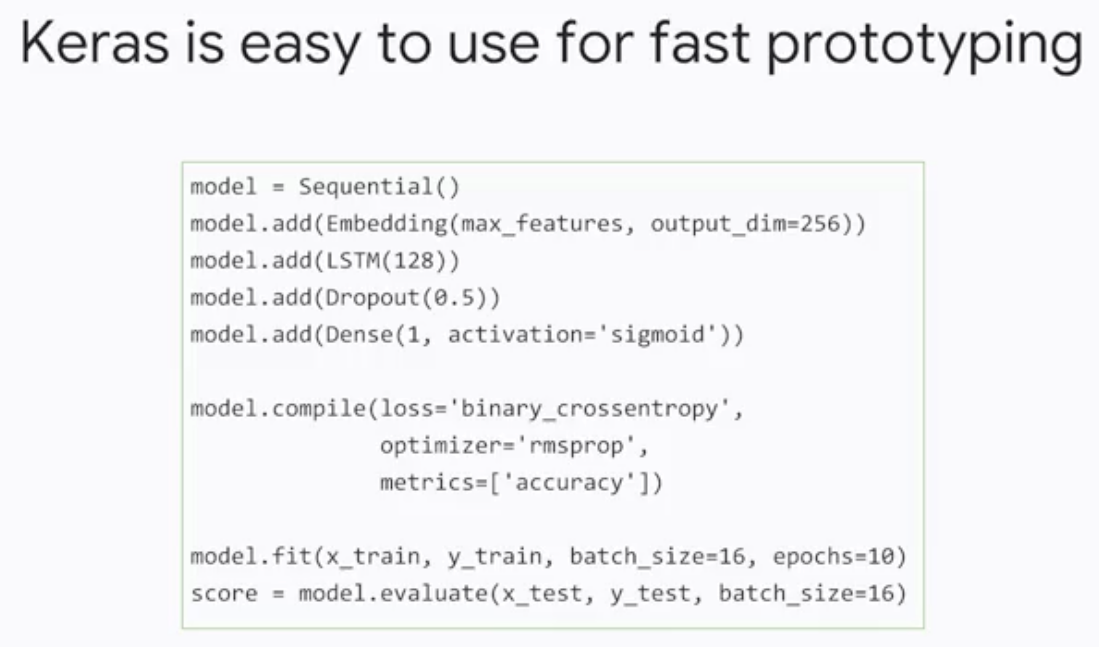 Keras is easy to use for fast prototyping
model = Sequential()
model.add(Embedding(max_features, output_dim=256))
model.add(LSTM(128))
model.add(Dropout(0.5))
model.add(Dense(1, activation='sigmoid'))
model.compile(loss='binary_crossentropy',
optimizer='rmsprop',
metrics=['accuracy'])
model.fit(x_train, y_train, batch_size=16, epochs=10)
score = model.evaluate(x_test, y_test, batch_size=16)